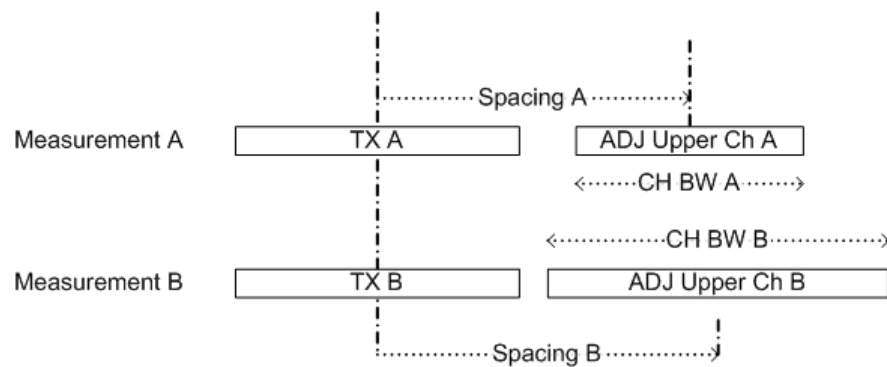 Spacing A
Measurement A
TX A
ADJ Upper Ch A
CH BW A
CH BW B
Measurement B
TX B
ADJ Upper Ch B
Spacing B